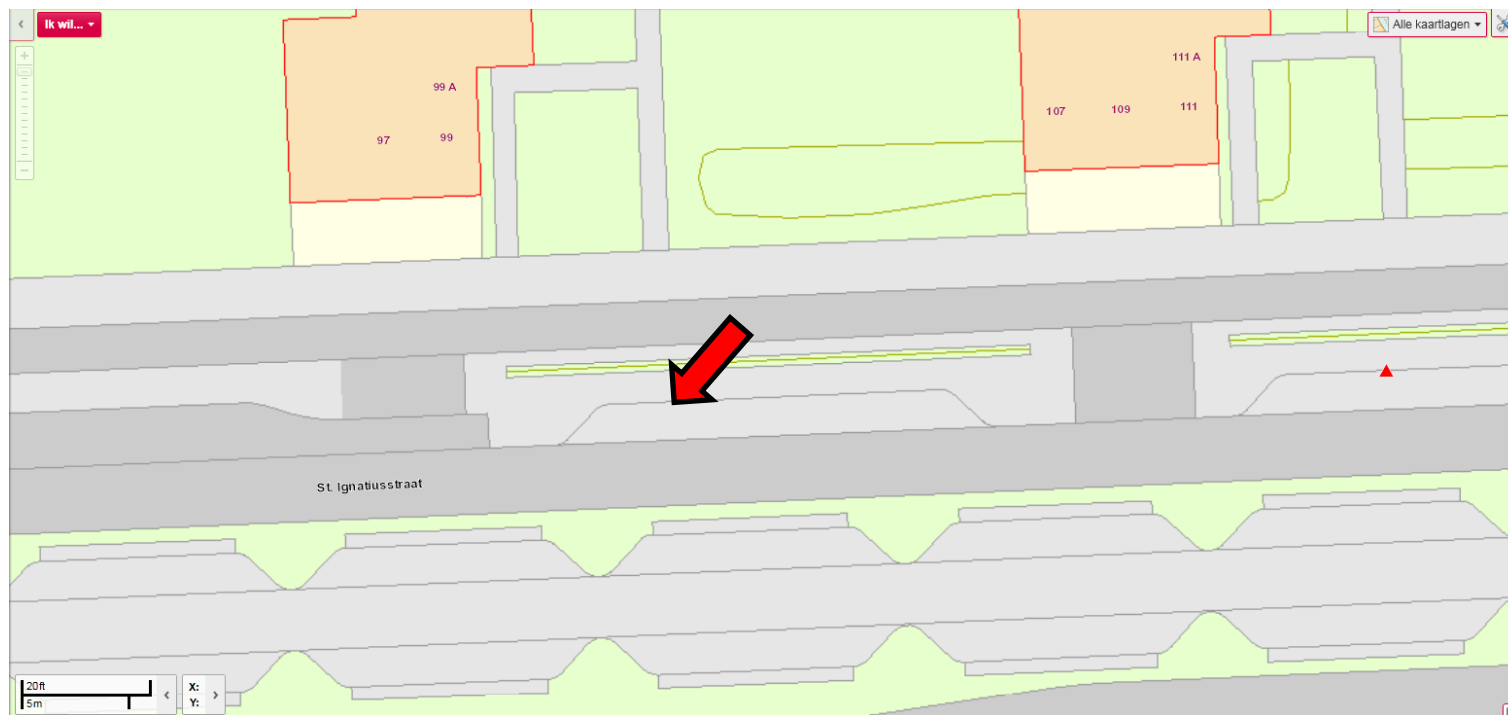 Ik wil...
Alle kaartlagen
99 A
97
99
111 A
107
109
111
St. Ignatiusstraat
20ft
5m
X:
Y: